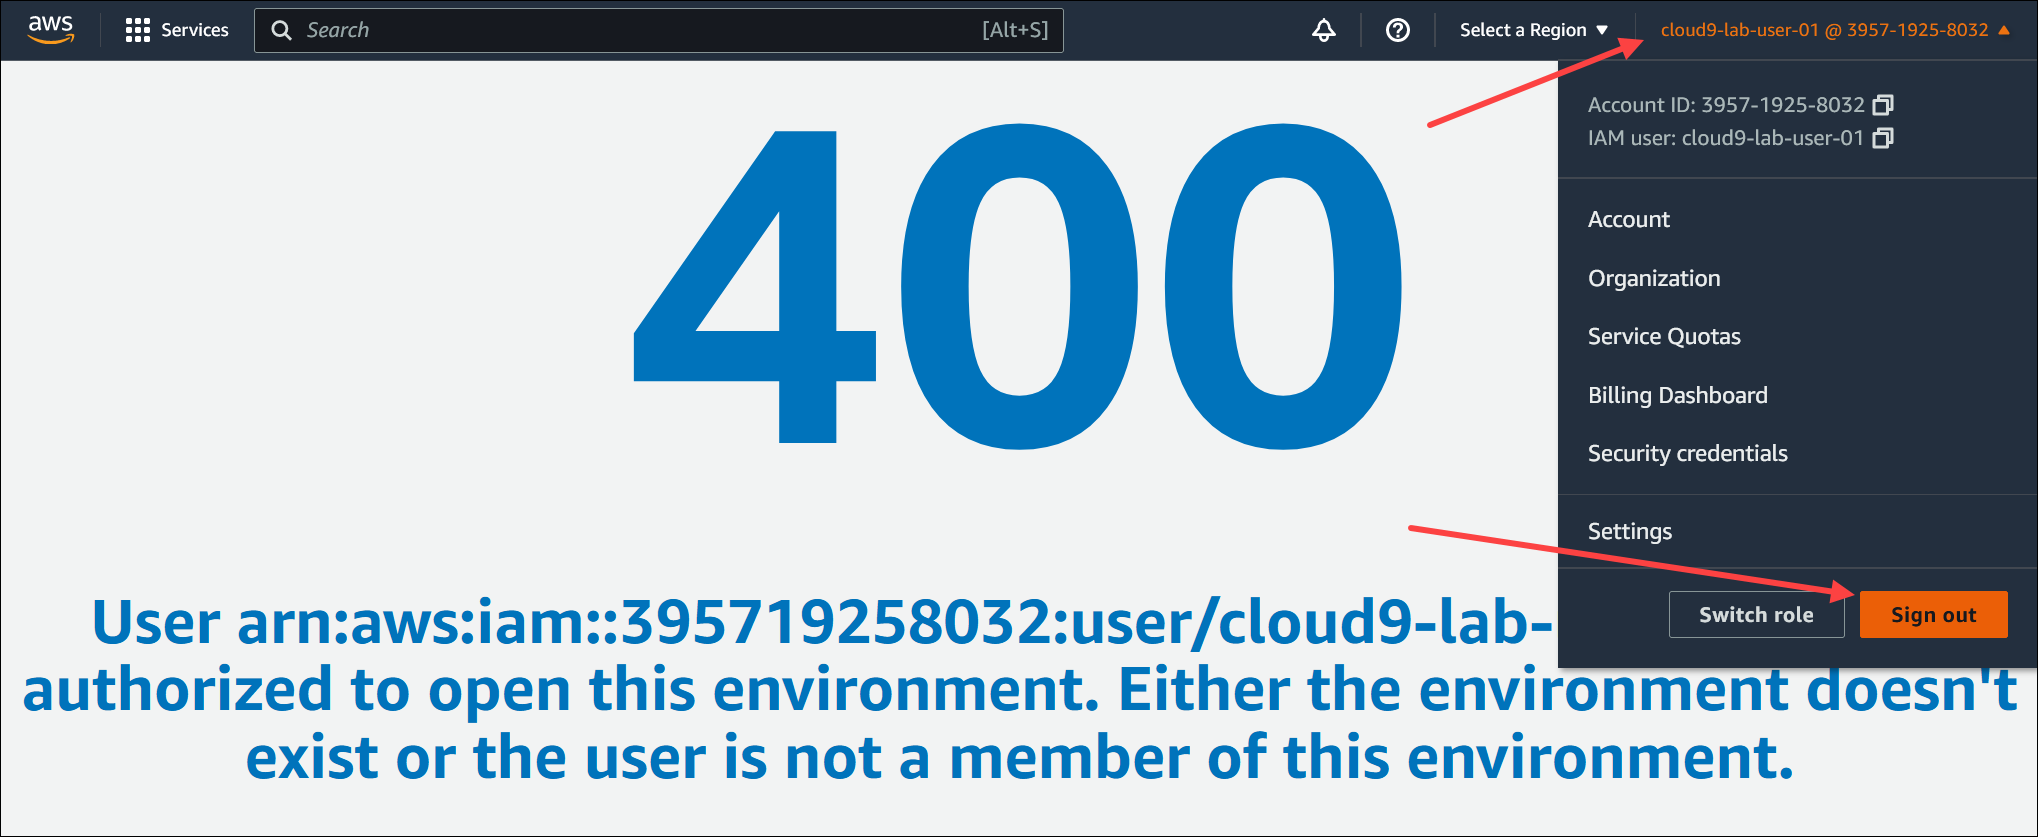 aws
Services
Search
[Alt+S]
Select a Region
cloud9-lab-user-01 @ 3957-1925-8032
Account ID: 3957-1925-8032
IAM user: cloud9-lab-user-01
Account
Organization
Service Quotas
Billing Dashboard
Security credentials
Settings
Switch role
Sign out
400
User arn:aws:iam::395719258032:user/cloud9-lab-
authorized to open this environment. Either the environment doesn't
exist or the user is not a member of this environment.